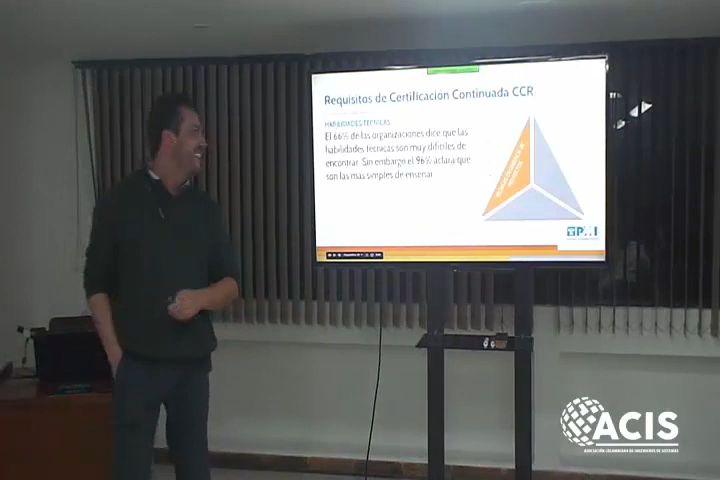 Requisitos de Certificación Continuada CCR
HABILIDADES TÉCNICAS
El 66% de las organizaciones dice que las
habilidades técnicas son muy difíciles de
encontrar. Sin embargo el 96% aclara que
son las mas simples de enseñar
PMI
ACIS
ASOCIACIÓN COLOMBIANA DE INGENIEROS DE SISTEMAS